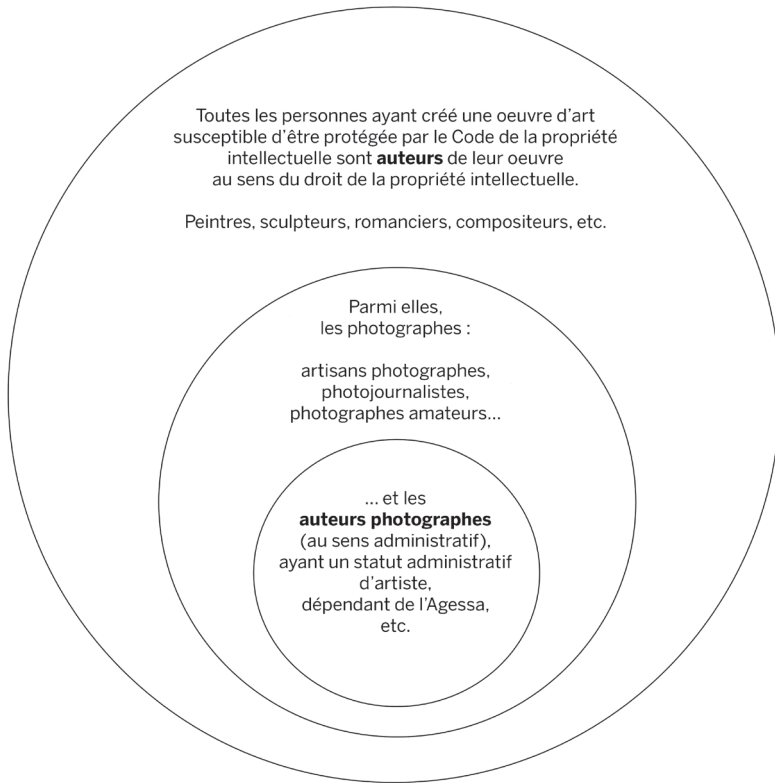 Toutes les personnes ayant créé une oeuvre d'art
susceptible d'être protégée par le Code de la propriété
intellectuelle sont auteurs de leur oeuvre
au sens du droit de la propriété intellectuelle.
Peintres, sculpteurs, romanciers, compositeurs, etc.
Parmi elles,
les photographes :
artisans photographes,
photojournalistes,
photographes amateurs...
... et les
auteurs photographes
(au sens administratif),
ayant un statut administratif
d'artiste,
dépendant de l'Agessa,
etc.